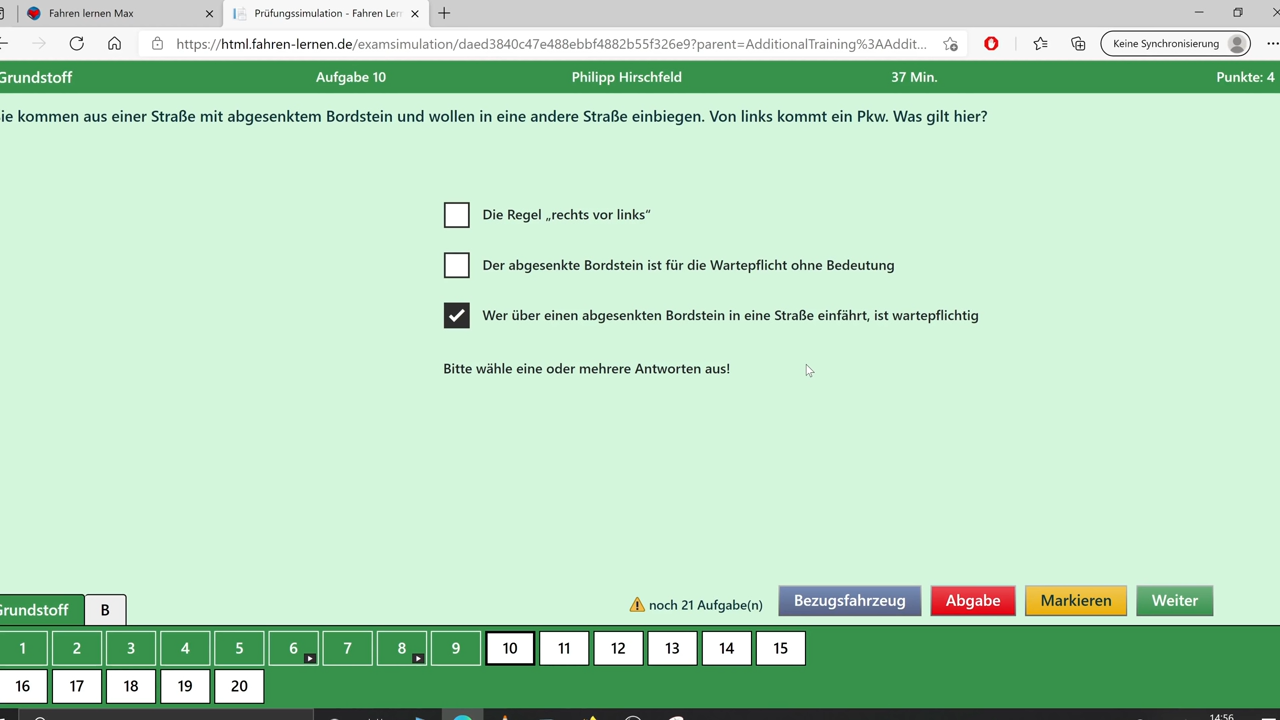 Fahren lernen Max
Prüfungssimulation - Fahren Ler
https://html.fahren-lernen.de/examsimulation/daed3840c47e488ebbf4882b55f326e9?parent=AdditionalTraining%3AAddit...
Keine Synchronisierung
Grundstoff Aufgabe 10 Philipp Hirschfeld 37 Min. Punkte: 4
ie kommen aus einer Straße mit abgesenktem Bordstein und wollen in eine andere Straße einbiegen. Von links kommt ein Pkw. Was gilt hier?
Die Regel „rechts vor links“
Der abgesenkte Bordstein ist für die Wartepflicht ohne Bedeutung
Wer über einen abgesenkten Bordstein in eine Straße einfährt, ist wartepflichtig
Bitte wähle eine oder mehrere Antworten aus!
Grundstoff B noch 21 Aufgabe(n) Bezugsfahrzeug Abgabe Markieren Weiter
1 2 3 4 5 6 7 8 9 10 11 12 13 14 15
16 17 18 19 20
14:56